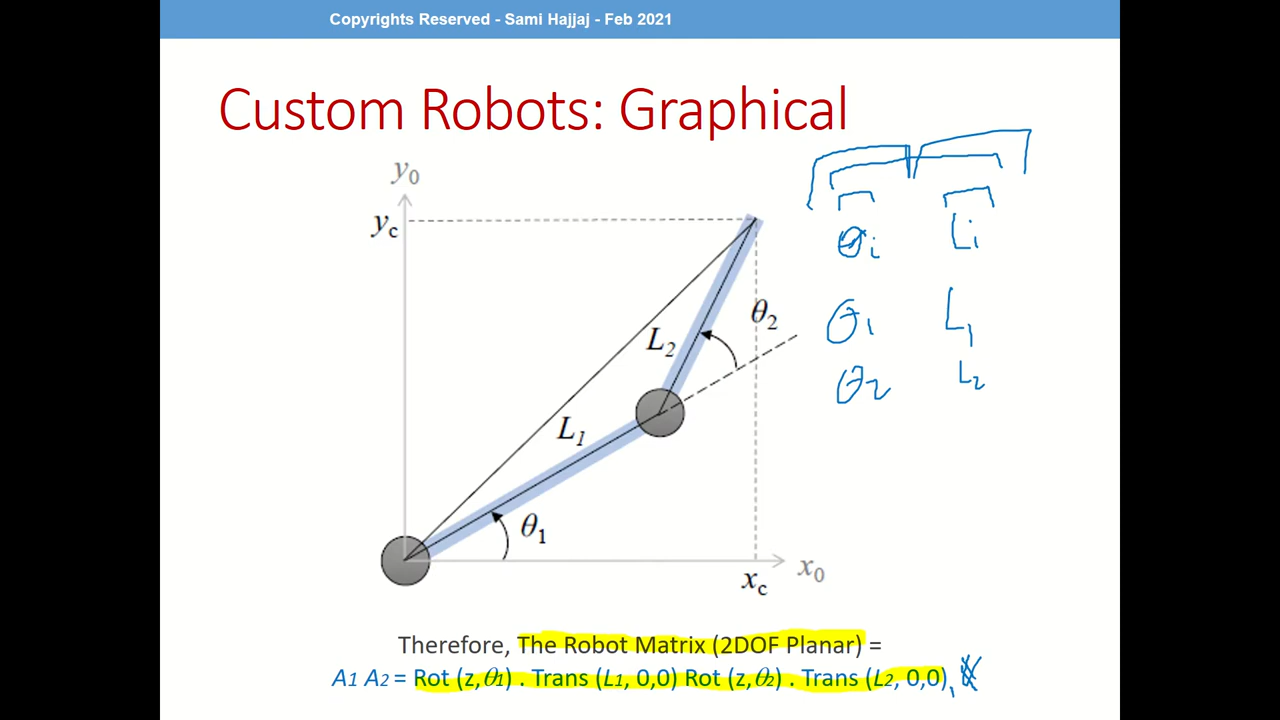 Copyrights Reserved - Sami Hajjaj - Feb 2021
Custom Robots: Graphical
y0
yc
θi Li
θ2
θ1 L1
L2
θ2 L2
L1
θ1
x0
xc
Therefore, The Robot Matrix (2DOF Planar) =
A1 A2 = Rot (z,θ1) . Trans (L1, 0,0) Rot (z,θ2) . Trans (L2, 0,0),